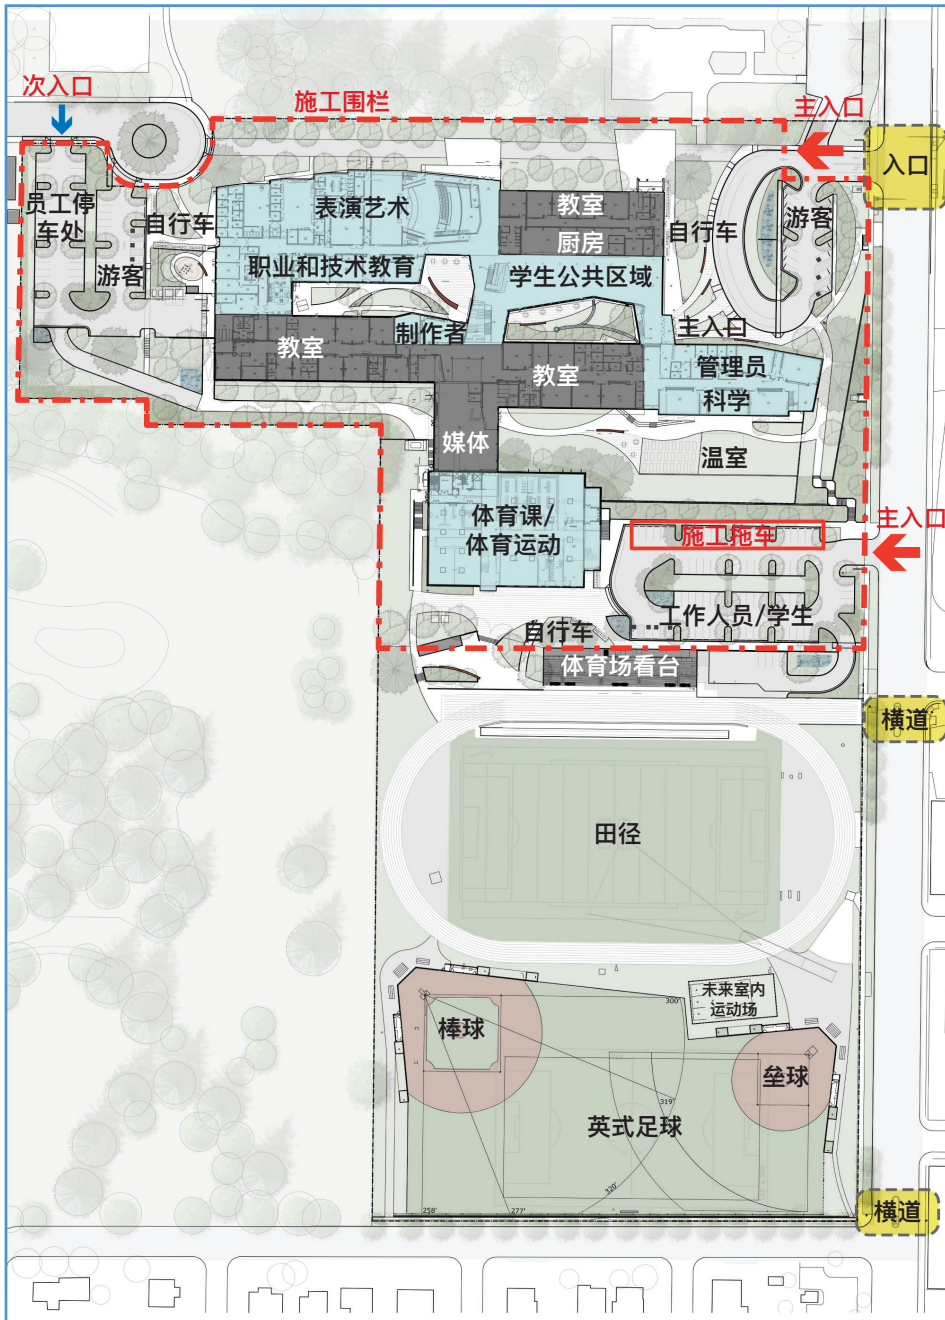 次入口
施工围栏
主入口
入口
员工停
车处
自行车
游客
表演艺术
教室
厨房
自行车
游客
职业和技术教育
学生公共区域
制作者
主入口
教室
教室
管理员
科学
媒体
温室
体育课/
体育运动
施工拖车
主入口
工作人员/学生
自行车
体育场看台
横道
田径
300'
未来室内
运动场
棒球
垒球
319'
英式足球
320'
258'
277'
横道